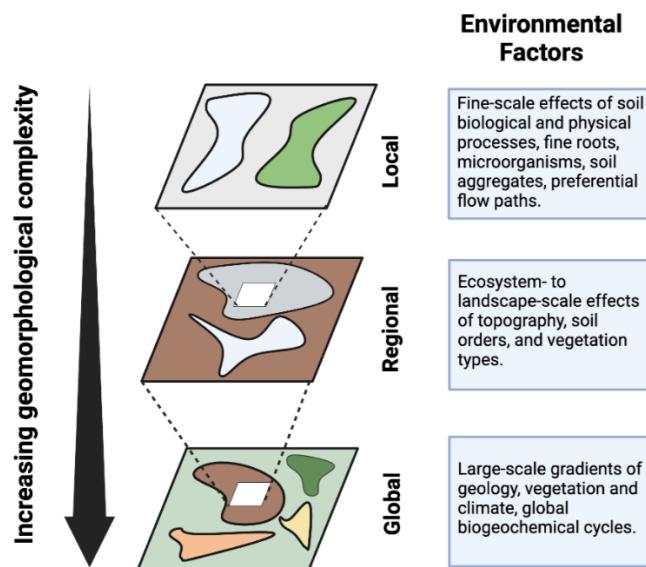 Environmental
Factors
Increasing geomorphological complexity
Local
Fine-scale effects of soil
biological and physical
processes, fine roots,
microorganisms, soil
aggregates, preferential
flow paths.
Regional
Ecosystem- to
landscape-scale effects
of topography, soil
orders, and vegetation
types.
Global
Large-scale gradients of
geology, vegetation and
climate, global
biogeochemical cycles.